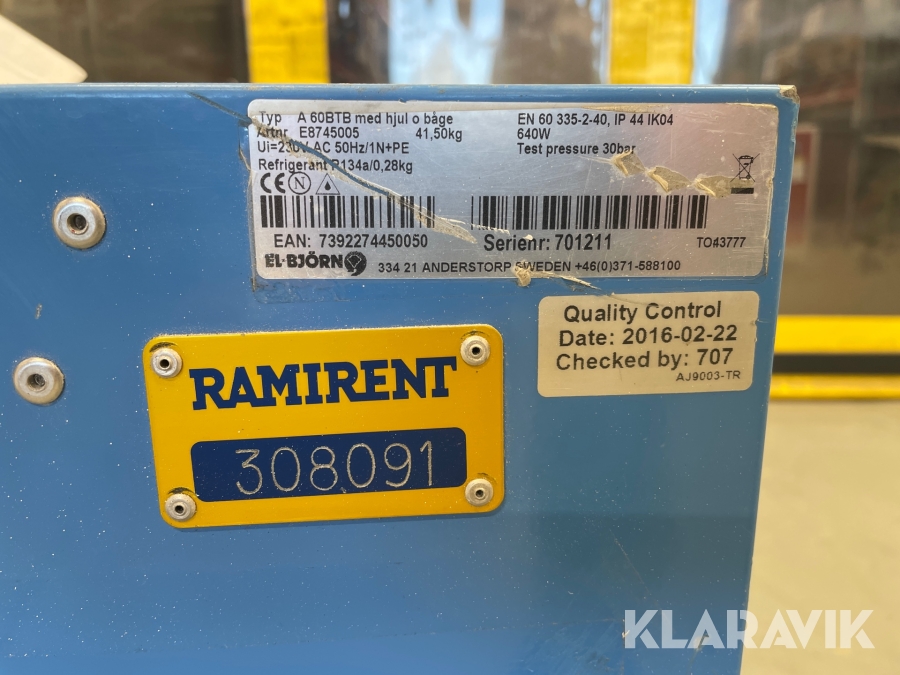 Typ A 60BTB med hjul o båge
Artnr E8745005 41,50kg
Ui=230V AC 50Hz/1N+PE
Refrigerant R134a/0,28kg
EN 60 335-2-40, IP 44 IK04
640W
Test pressure 30bar
CE N
EAN: 7392274450050
Serienr: 701211
TO#3777
EL-BJÖRN
334 21 ANDERSTORP SWEDEN +46(0)371-588100
Quality Control
Date: 2016-02-22
Checked by: 707
AJ9003-TR
RAMIRENT
308091
KLARAVIK